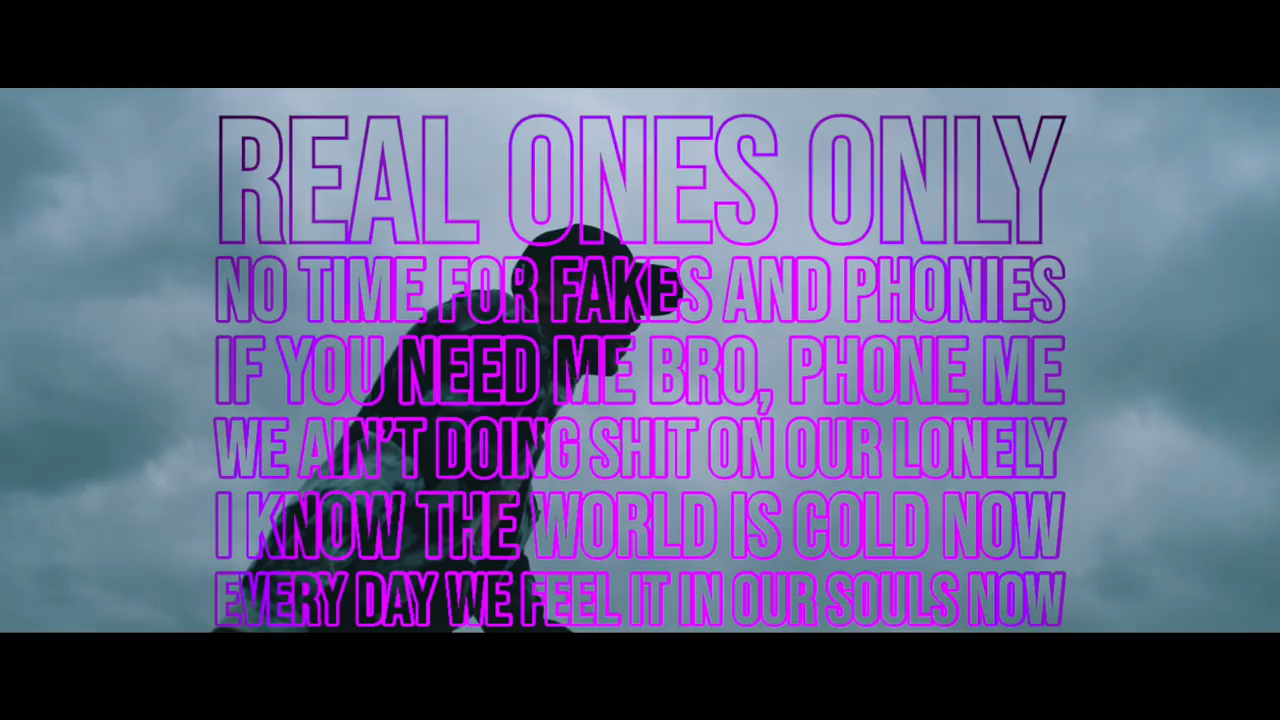 REAL ONES ONLY
NO TIME FOR FAKES AND PHONIES
IF YOU NEED ME BRO, PHONE ME
WE AIN'T DOING SHIT ON OUR LONELY
I KNOW THE WORLD IS COLD NOW
EVERY DAY WE FEEL IT IN OUR SOULS NOW